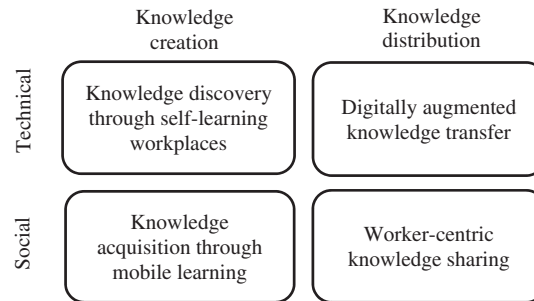 Knowledge
creation
Knowledge
distribution
Technical
Knowledge discovery
through self-learning
workplaces
Digitally augmented
knowledge transfer
Social
Knowledge
acquisition through
mobile learning
Worker-centric
knowledge sharing